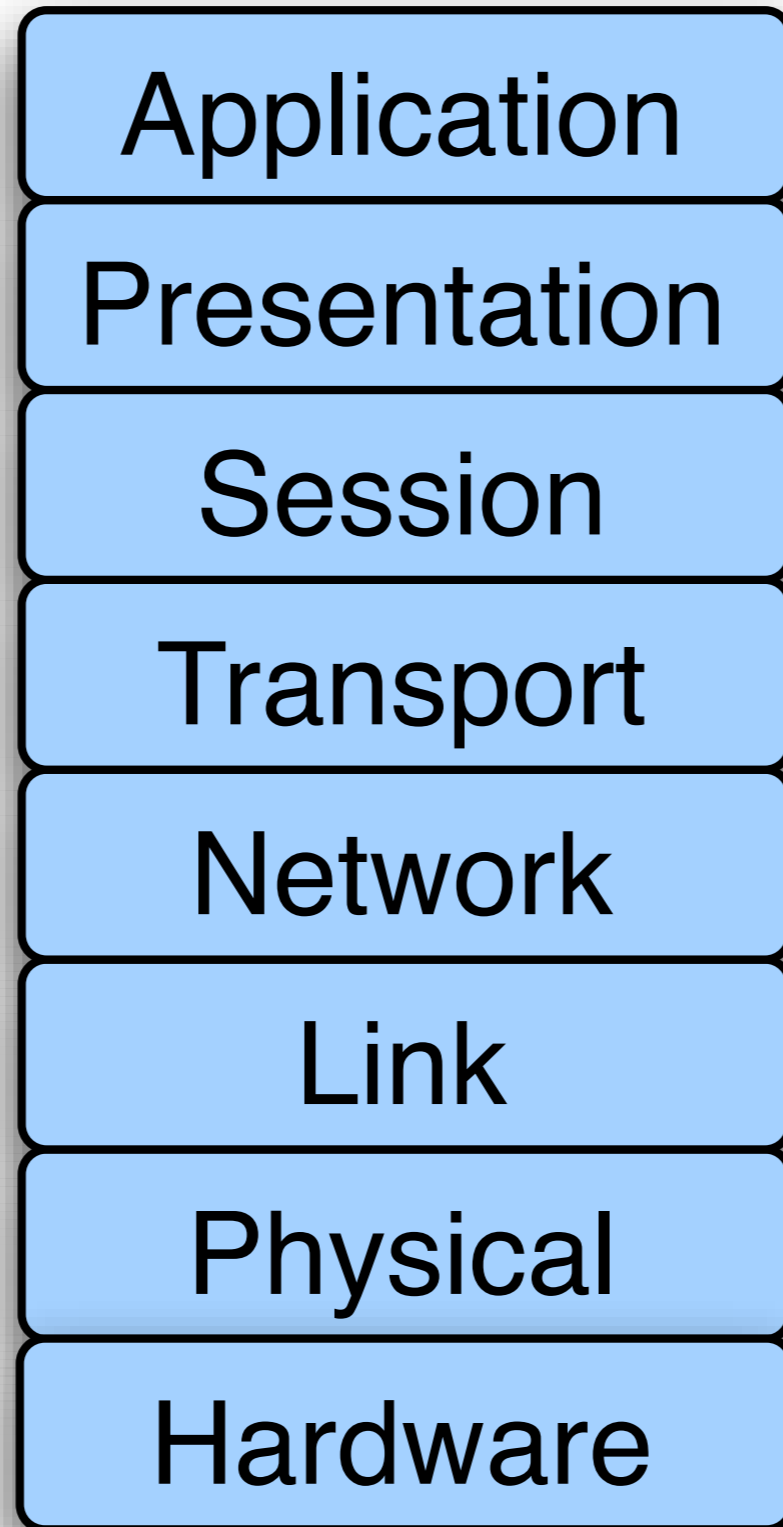 Application
Presentation
Session
Transport
Network
Link
Physical
Hardware